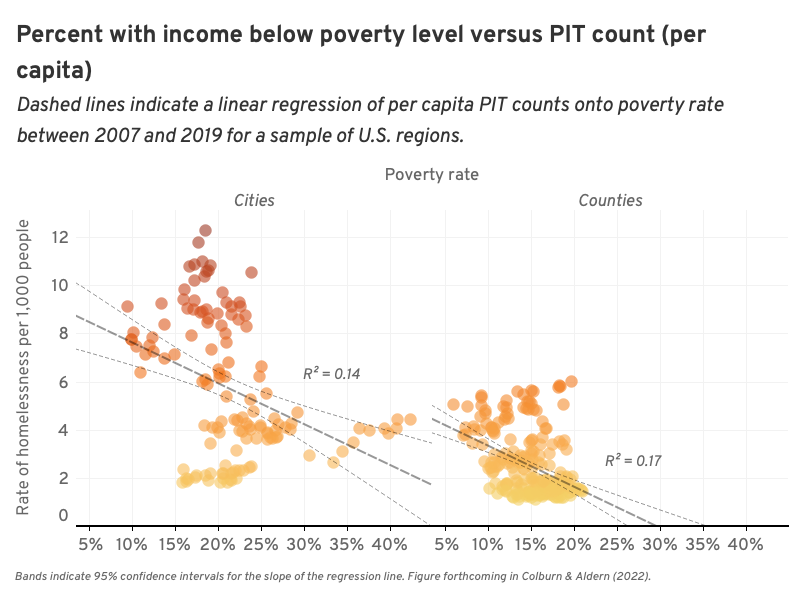 Percent with income below poverty level versus PIT count (per
capita)
Dashed lines indicate a linear regression of per capita PIT counts onto poverty rate
between 2007 and 2019 for a sample of U.S. regions.
Poverty rate
Cities
Counties
Rate of homelessness per 1,000 people
12
10
8
6
4
2
0
R² = 0.14
R² = 0.17
5% 10% 15% 20% 25% 30% 35% 40% 5% 10% 15% 20% 25% 30% 35% 40%
Bands indicate 95% confidence intervals for the slope of the regression line. Figure forthcoming in Colburn & Aldern (2022).